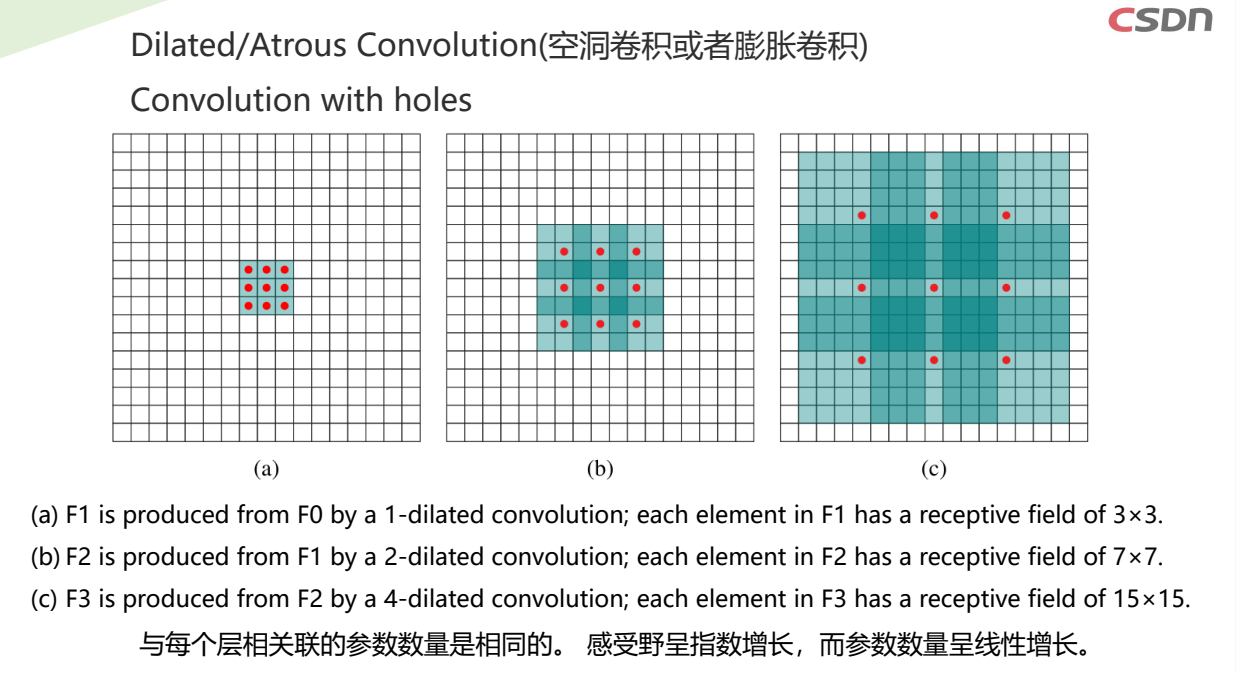 CSDN
Dilated/Atrous Convolution(空洞卷积或者膨胀卷积)
Convolution with holes
(a) (b) (c)
(a) F1 is produced from F0 by a 1-dilated convolution; each element in F1 has a receptive field of 3×3.
(b) F2 is produced from F1 by a 2-dilated convolution; each element in F2 has a receptive field of 7×7.
(c) F3 is produced from F2 by a 4-dilated convolution; each element in F3 has a receptive field of 15×15.
与每个层相关联的参数数量是相同的。 感受野呈指数增长，而参数数量呈线性增长。